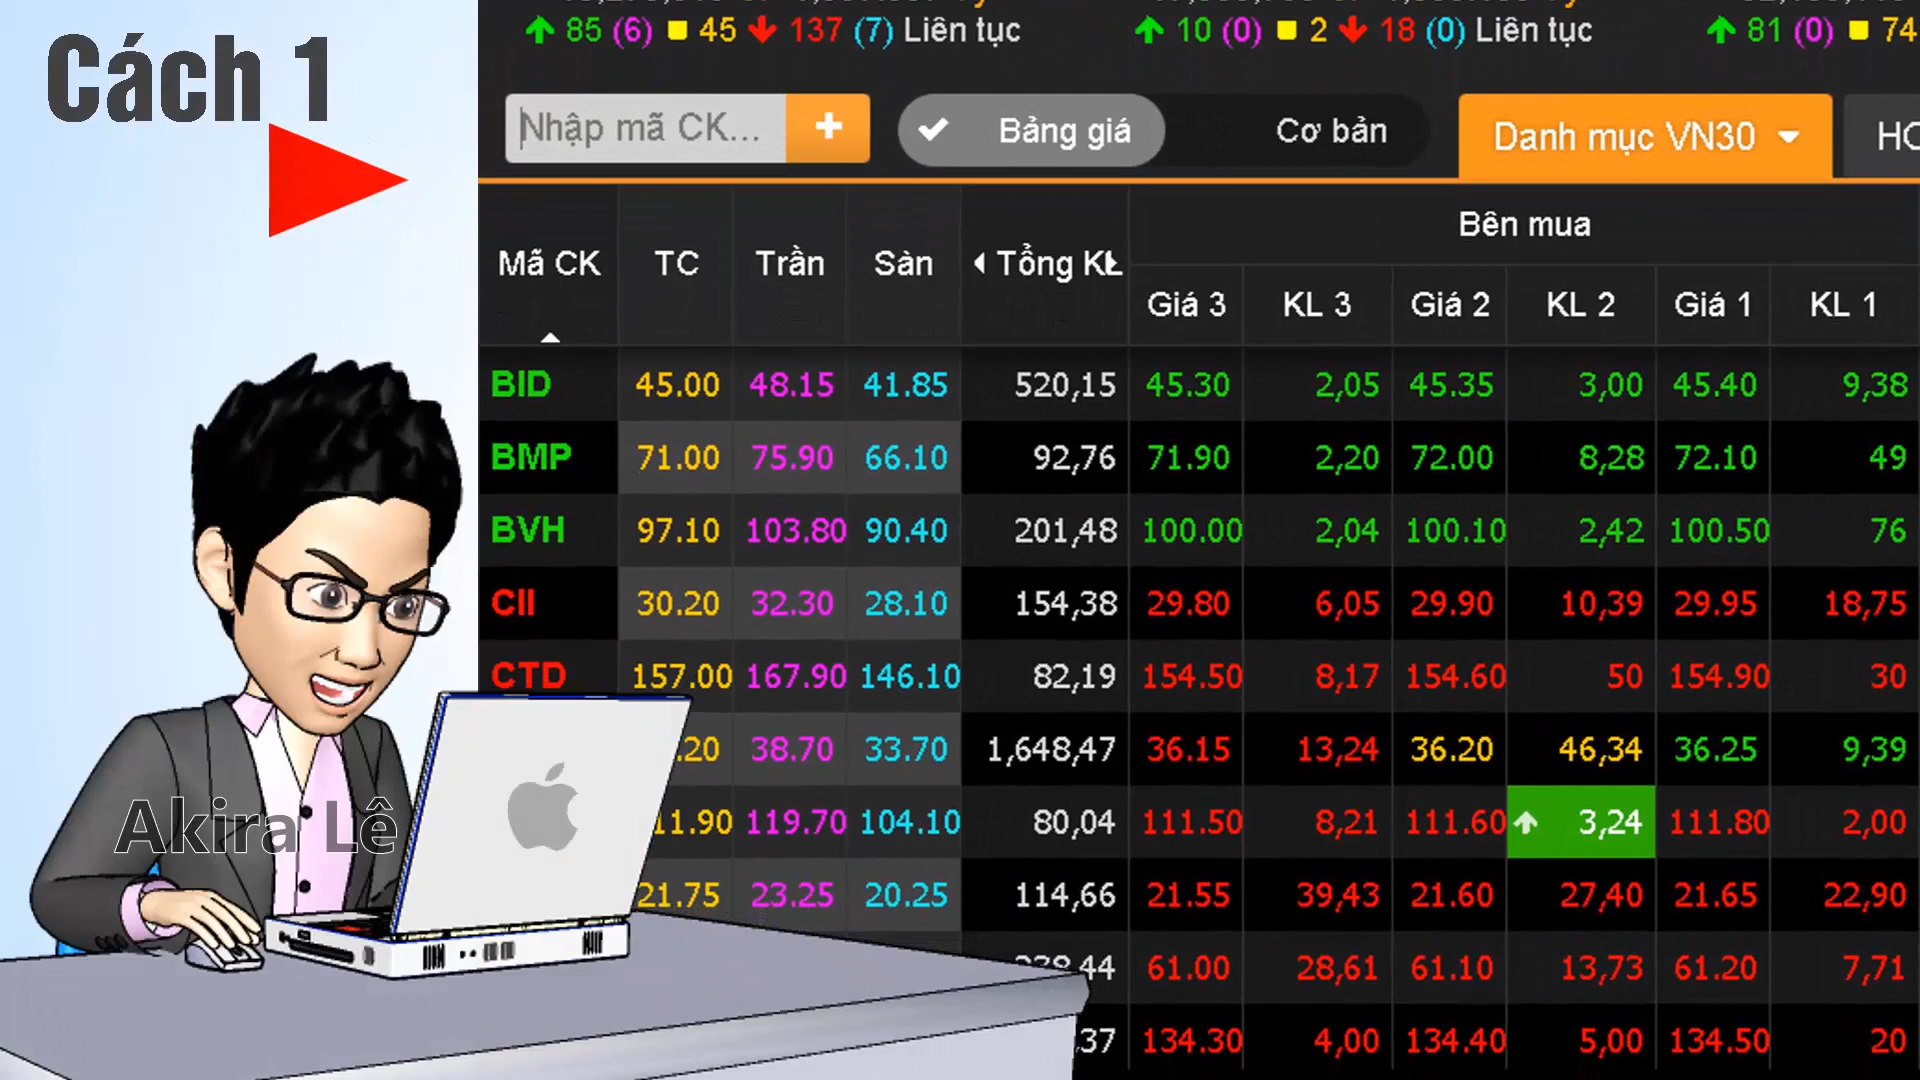 Cách 1
85 (6) 45 137 (7) Liên tục
10 (0) 2 18 (0) Liên tục
81 (0) 74
Nhập mã CK...
+
Bảng giá
Cơ bản
Danh mục VN30
Mã CK TC Trần Sàn Tổng KL Bên mua
Giá 3 KL 3 Giá 2 KL 2 Giá 1 KL 1
BID 45.00 48.15 41.85 520,15 45.30 2,05 45.35 3,00 45.40 9,38
BMP 71.00 75.90 66.10 92,76 71.90 2,20 72.00 8,28 72.10 49
BVH 97.10 103.80 90.40 201,48 100.00 2,04 100.10 2,42 100.50 76
CII 30.20 32.30 28.10 154,38 29.80 6,05 29.90 10,39 29.95 18,75
CTD 157.00 167.90 146.10 82,19 154.50 8,17 154.60 50 154.90 30
.20 38.70 33.70 1,648,47 36.15 13,24 36.20 46,34 36.25 9,39
11.90 119.70 104.10 80,04 111.50 8,21 111.60 3,24 111.80 2,00
21.75 23.25 20.25 114,66 21.55 39,43 21.60 27,40 21.65 22,90
44 61.00 28,61 61.10 13,73 61.20 7,71
,37 134.30 4,00 134.40 5,00 134.50 20
Akira Lê